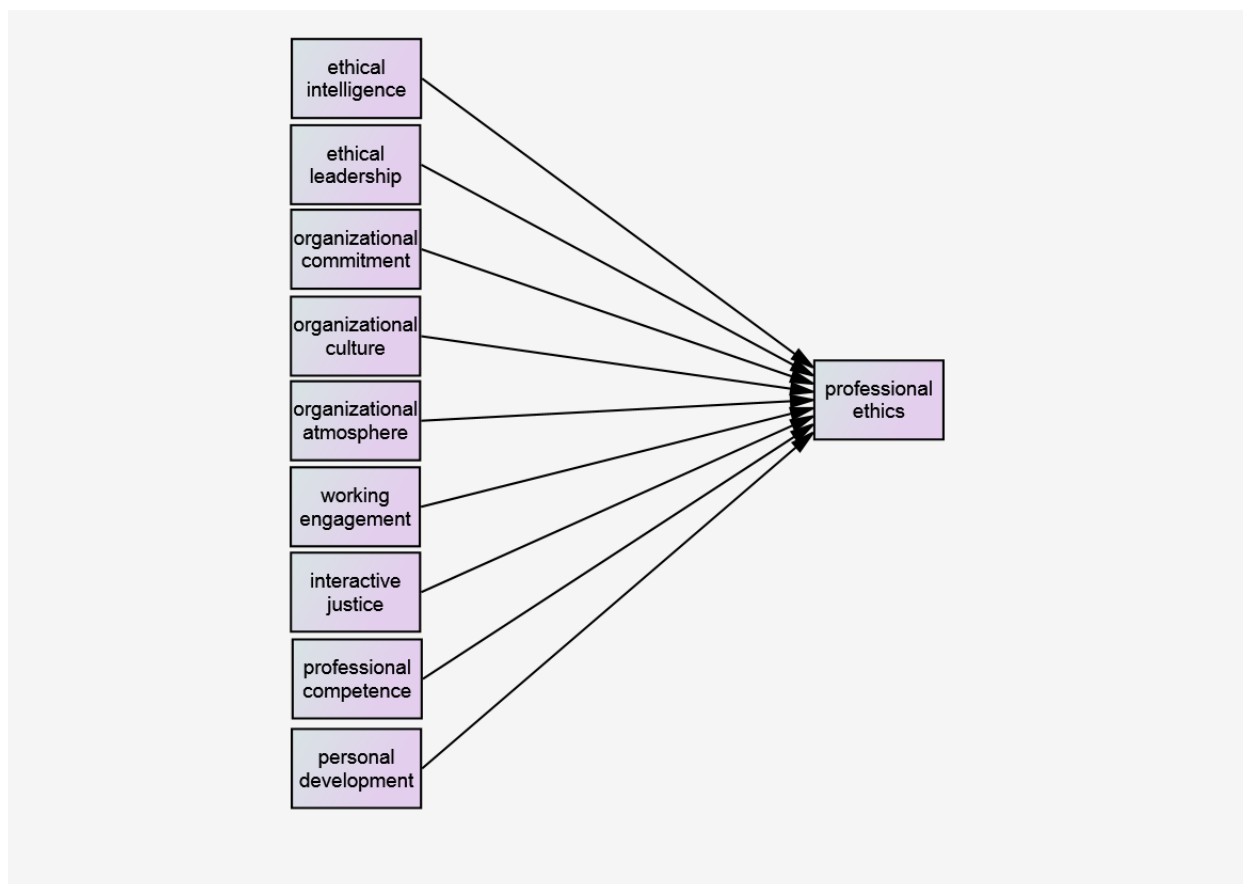 ethical
intelligence
ethical
leadership
organizational
commitment
organizational
culture
organizational
atmosphere
working
engagement
interactive
justice
professional
competence
personal
development
professional
ethics